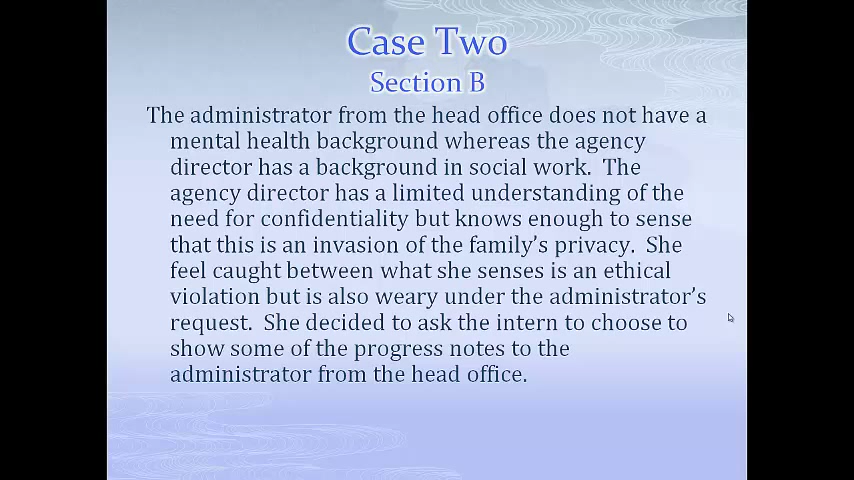 Case Two
Section B
The administrator from the head office does not have a
mental health background whereas the agency
director has a background in social work.  The
agency director has a limited understanding of the
need for confidentiality but knows enough to sense
that this is an invasion of the family's privacy.  She
feel caught between what she senses is an ethical
violation but is also weary under the administrator's
request.  She decided to ask the intern to choose to
show some of the progress notes to the
administrator from the head office.